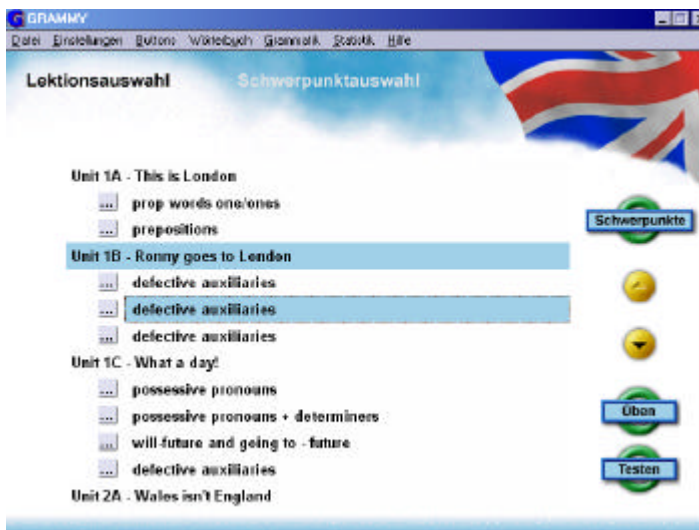 GRAMMY
Datei Einstellungen Buttons Wörterbuch Grammatik Statistik Hilfe
Lektionsauswahl Schwerpunktauswahl
Unit 1A - This is London
... prop words one/ones
... prepositions
Schwerpunkte
Unit 1B - Ronny goes to London
... defective auxiliaries
... defective auxiliaries
... defective auxiliaries
Unit 1C - What a day!
... possessive pronouns
... possessive pronouns + determiners
Üben
... will-future and going to - future
... defective auxiliaries
Testen
Unit 2A - Wales isn't England